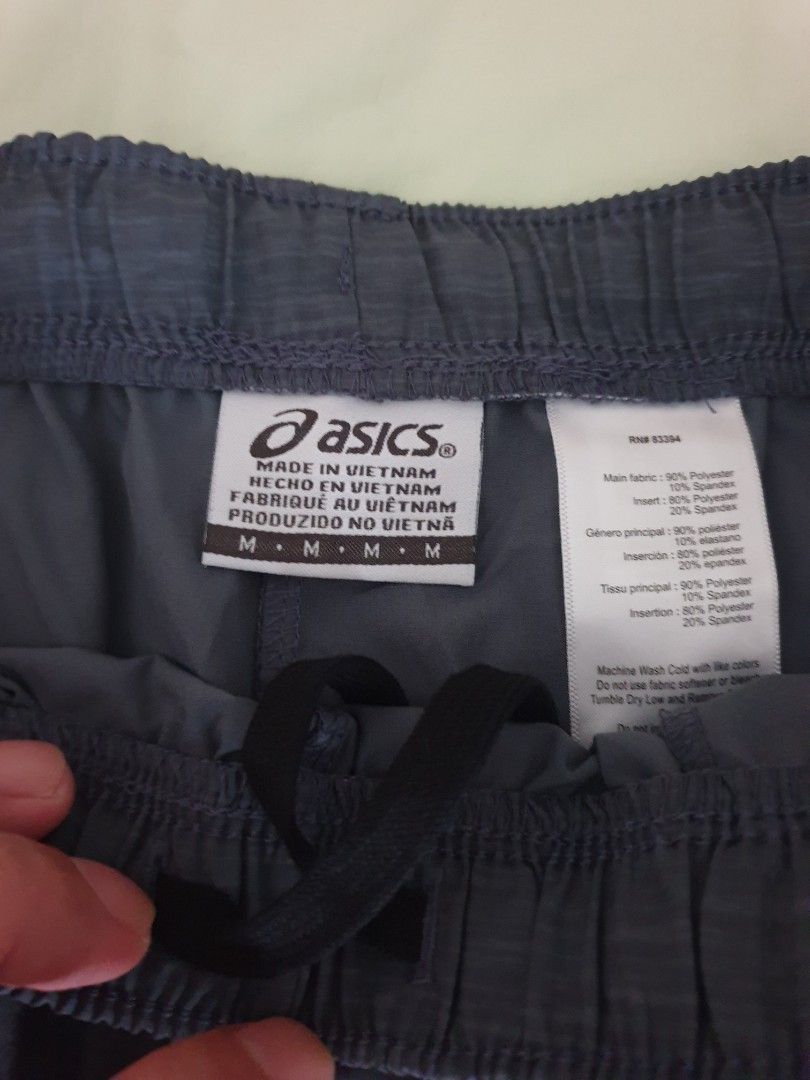 asics®
MADE IN VIETNAM
HECHO EN VIETNAM
FABRIQUÉ AU VIÊTNAM
PRODUZIDO NO VIETNÃ
M • M • M • M
RN# 83394
Main fabric : 90% Polyester
10% Spandex
Insert : 80% Polyester
20% Spandex
Género principal : 90% poliéster
10% elastano
Inserción : 80% poliéster
20% epandex
Tissu principal : 90% Polyester
10% Spandex
Insertion : 80% Polyester
20% Spandex
Machine Wash Cold with like colors
Do not use fabric softener or bleach
Tumble Dry Low and
Do not